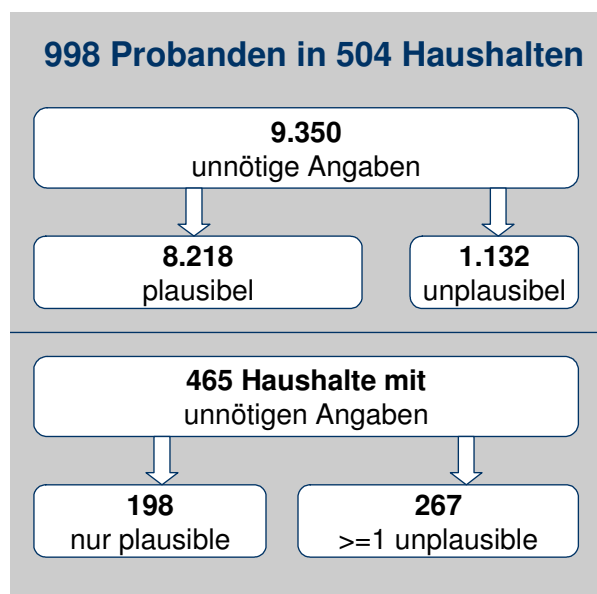 998 Probanden in 504 Haushalten
9.350
unnötige Angaben
8.218
plausibel
1.132
unplausibel
465 Haushalte mit
unnötigen Angaben
198
nur plausible
267
>=1 unplausible